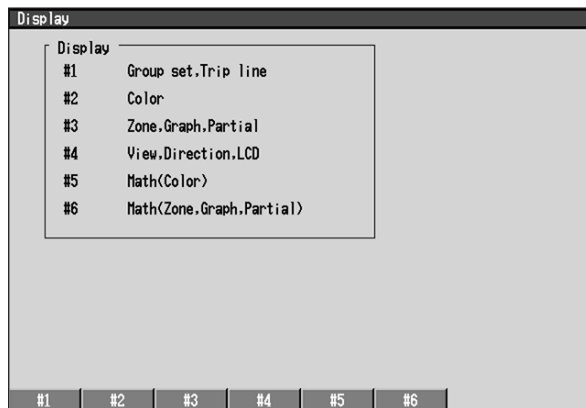 Display
Display
#1 Group set,Trip line
#2 Color
#3 Zone,Graph,Partial
#4 View,Direction,LCD
#5 Math(Color)
#6 Math(Zone,Graph,Partial)
#1 #2 #3 #4 #5 #6